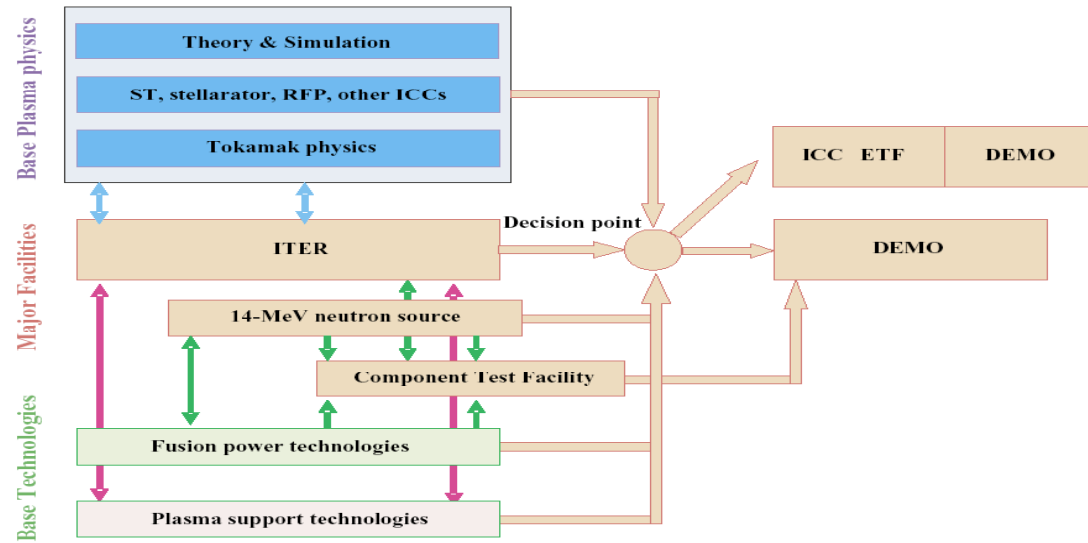 Base Plasma physics
Theory & Simulation
ST, stellarator, RFP, other ICCs
Tokamak physics
ICC ETF
DEMO
Major Facilities
Decision point
ITER
DEMO
14-MeV neutron source
Component Test Facility
Base Technologies
Fusion power technologies
Plasma support technologies